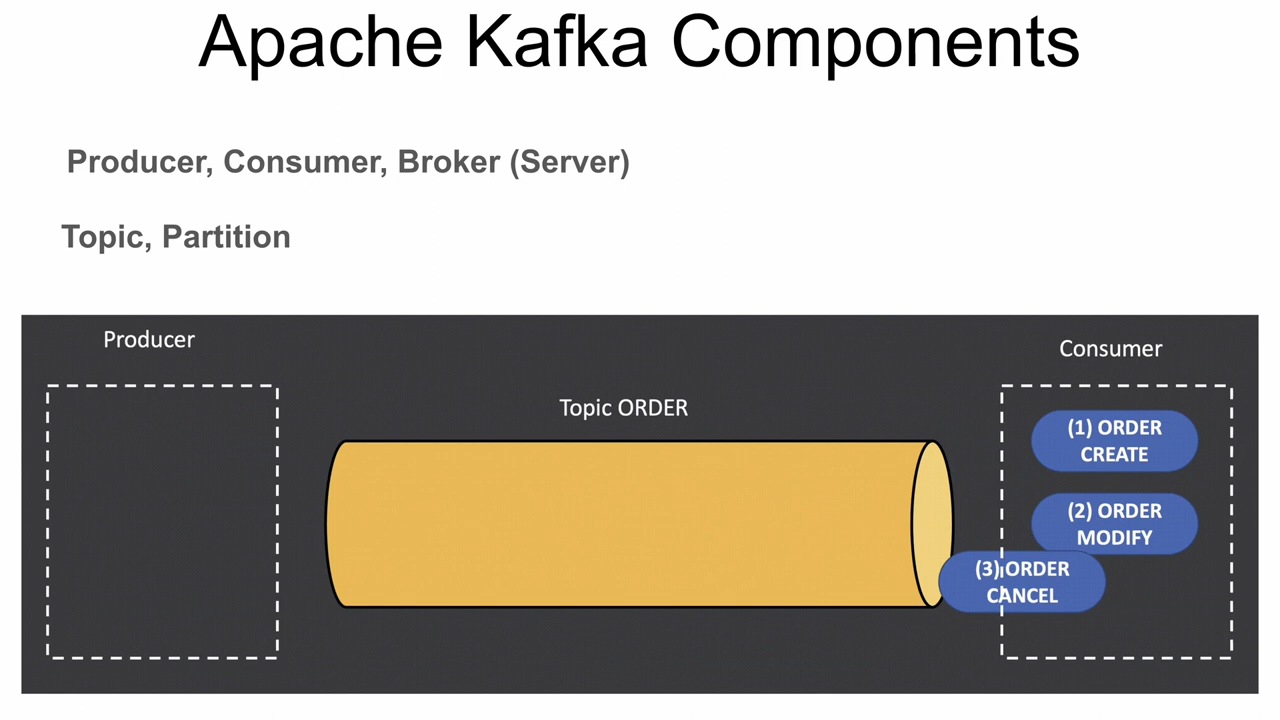 Apache Kafka Components
Producer, Consumer, Broker (Server)
Topic, Partition
Producer
Consumer
Topic ORDER
(1) ORDER
CREATE
(2) ORDER
MODIFY
(3) ORDER
CANCEL